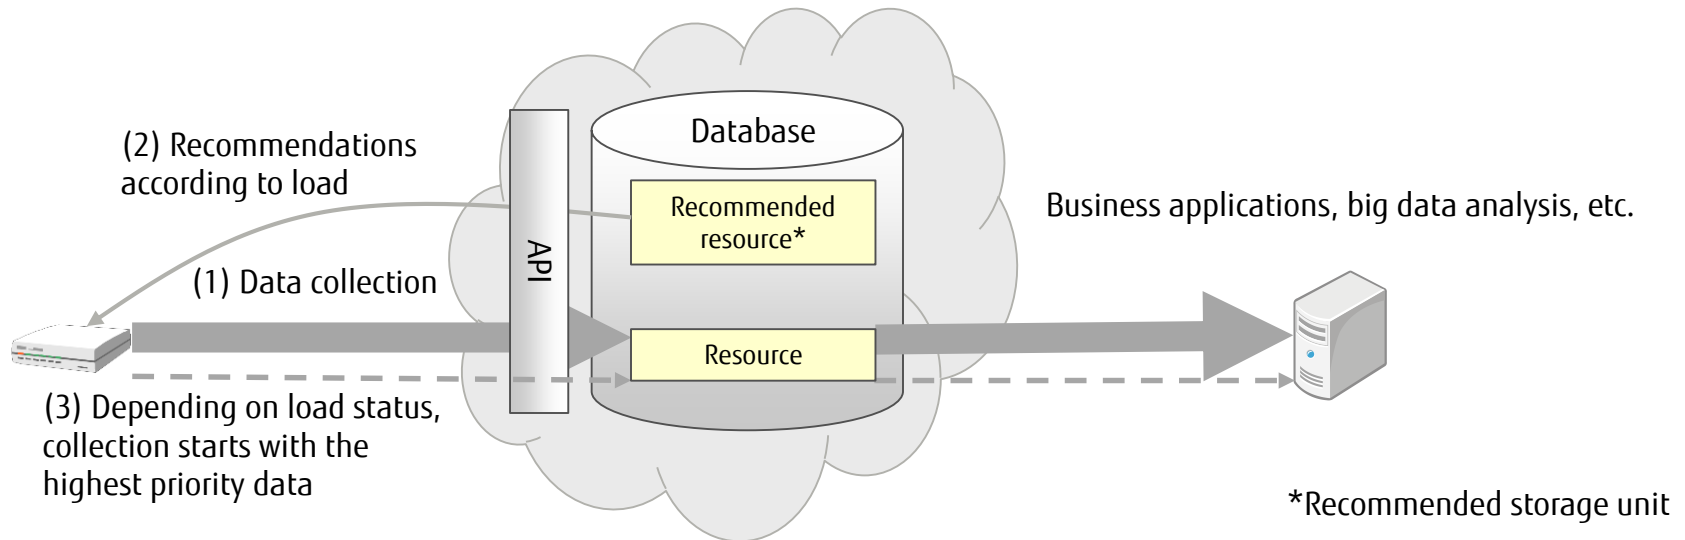 Database
(2) Recommendations
according to load
Recommended
resource*
Business applications, big data analysis, etc.
API
(1) Data collection
Resource
(3) Depending on load status,
collection starts with the
highest priority data
*Recommended storage unit